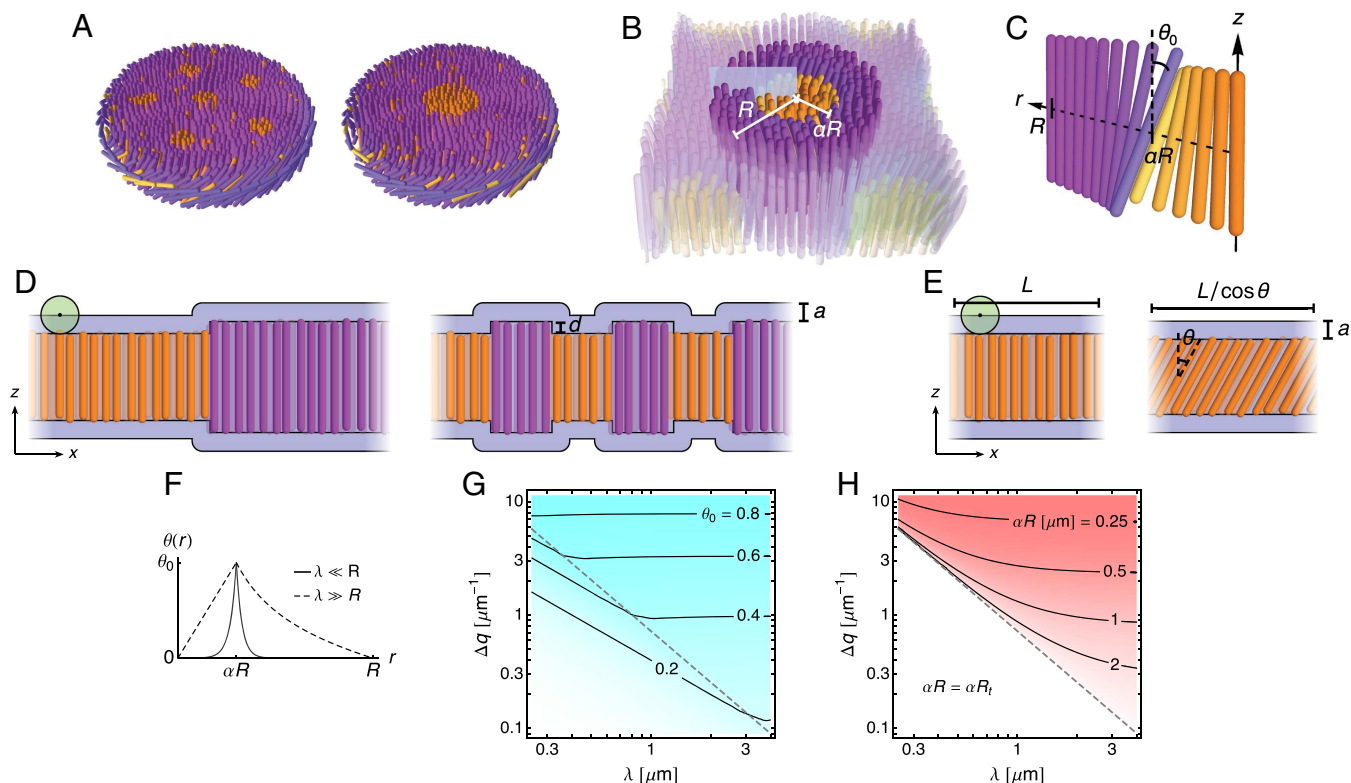 A
B
C
R
αR
z
θ₀
r
R
αR
D
d
a
z
x
E
L
L/cos θ
θ
a
z
x
F
θ(r)
θ₀
λ ≪ R
λ ≫ R
0
αR
R
r
G
Δq [μm⁻¹]
10
3
1
0.3
0.1
θ₀ = 0.8
0.6
0.4
0.2
0.3
1
3
λ [μm]
H
Δq [μm⁻¹]
10
3
1
0.3
0.1
αR [μm] = 0.25
0.5
1
2
αR = αRₜ
0.3
1
3
λ [μm]